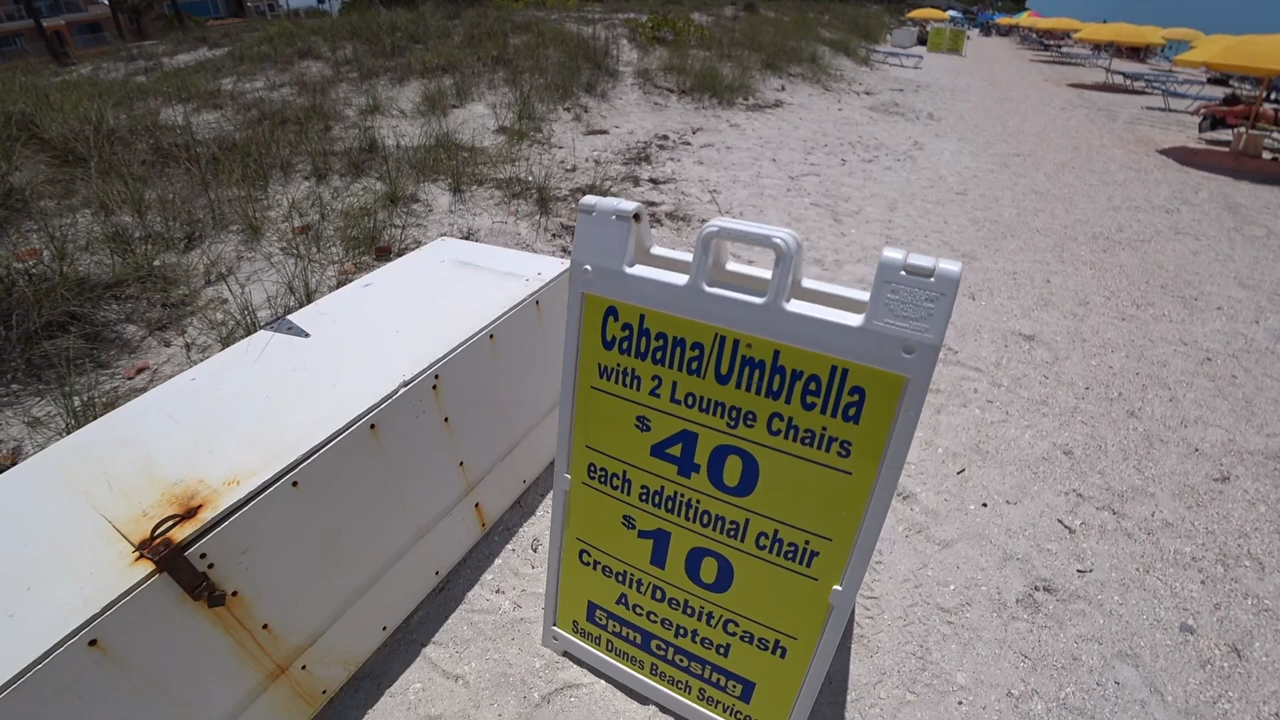 Cabana/Umbrella
with 2 Lounge Chairs
$40
each additional chair
$10
Credit/Debit/Cash
Accepted
5pm Closing
Sand Dunes Beach Service